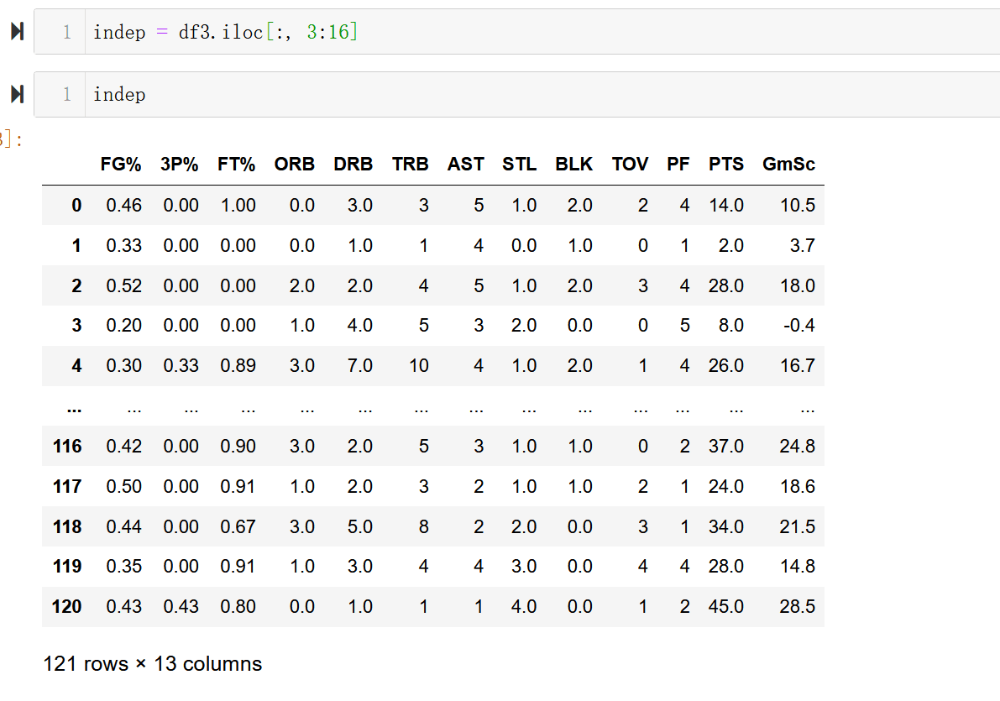 1 indep = df3.iloc[:, 3:16]
1 indep
]:
FG% 3P% FT% ORB DRB TRB AST STL BLK TOV PF PTS GmSc
0 0.46 0.00 1.00 0.0 3.0 3 5 1.0 2.0 2 4 14.0 10.5
1 0.33 0.00 0.00 0.0 1.0 1 4 0.0 1.0 0 1 2.0 3.7
2 0.52 0.00 0.00 2.0 2.0 4 5 1.0 2.0 3 4 28.0 18.0
3 0.20 0.00 0.00 1.0 4.0 5 3 2.0 0.0 0 5 8.0 -0.4
4 0.30 0.33 0.89 3.0 7.0 10 4 1.0 2.0 1 4 26.0 16.7
... ... ... ... ... ... ... ... ... ... ... ... ... ...
116 0.42 0.00 0.90 3.0 2.0 5 3 1.0 1.0 0 2 37.0 24.8
117 0.50 0.00 0.91 1.0 2.0 3 2 1.0 1.0 2 1 24.0 18.6
118 0.44 0.00 0.67 3.0 5.0 8 2 2.0 0.0 3 1 34.0 21.5
119 0.35 0.00 0.91 1.0 3.0 4 4 3.0 0.0 4 4 28.0 14.8
120 0.43 0.43 0.80 0.0 1.0 1 1 4.0 0.0 1 2 45.0 28.5
121 rows × 13 columns